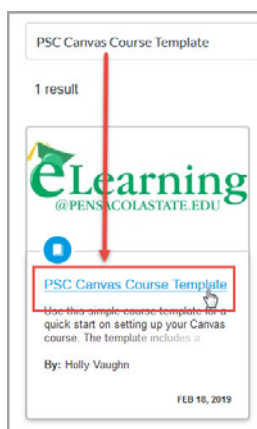 PSC Canvas Course Template
1 result
eLearning
@PENSACOLASTATE.EDU
PSC Canvas Course Template
Use this simple course template for a
quick start on setting up your Canvas
course. The template includes a
By: Holly Vaughn
FEB 18, 2019